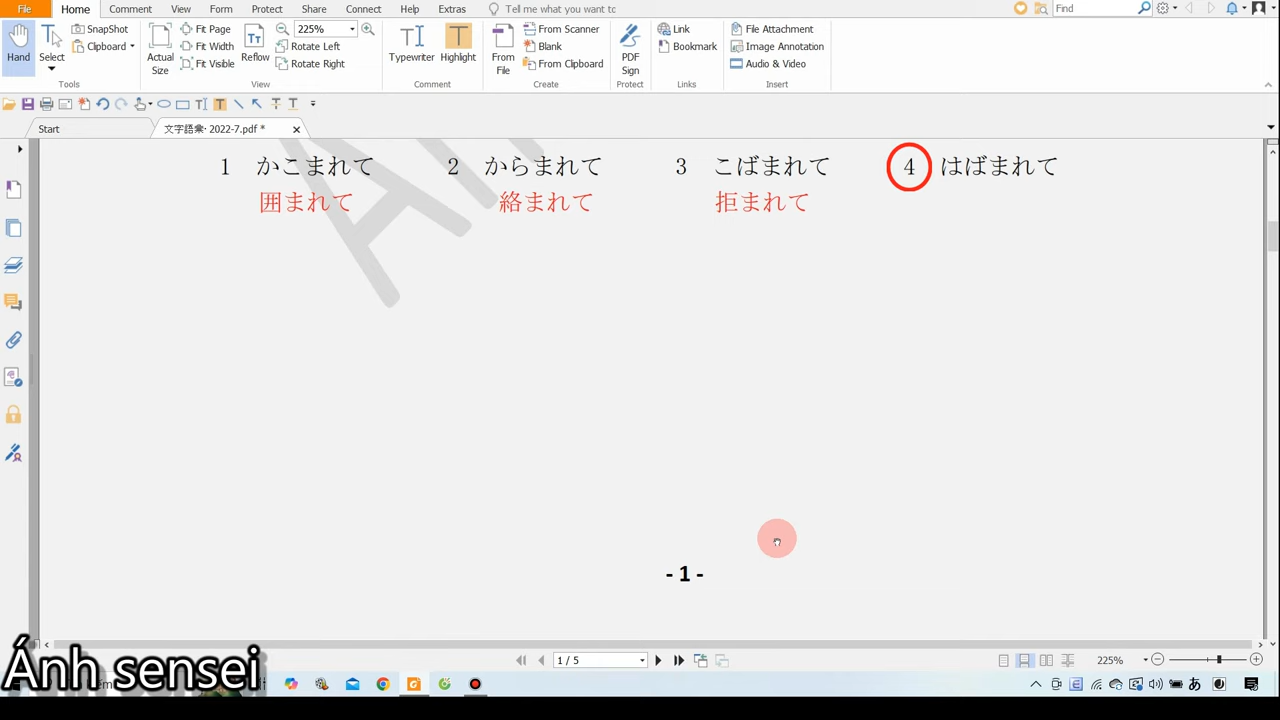 File Home Comment View Form Protect Share Connect Help Extras Tell me what you want tc Find
Hand
Select
SnapShot
Clipboard
Actual Size
Fit Page
Fit Width
Fit Visible
Reflow
225%
Rotate Left
Rotate Right
Typewriter
Highlight
From File
From Scanner
Blank
From Clipboard
PDF Sign
Link
Bookmark
File Attachment
Image Annotation
Audio & Video
Tools View Comment Create Protect Links Insert
Start 文字語彙· 2022-7.pdf *
1 かこまれて 2 からまれて 3 こばまれて 4 はばまれて
囲まれて 絡まれて 拒まれて
- 1 -
1 / 5 225%
Ánh sensei